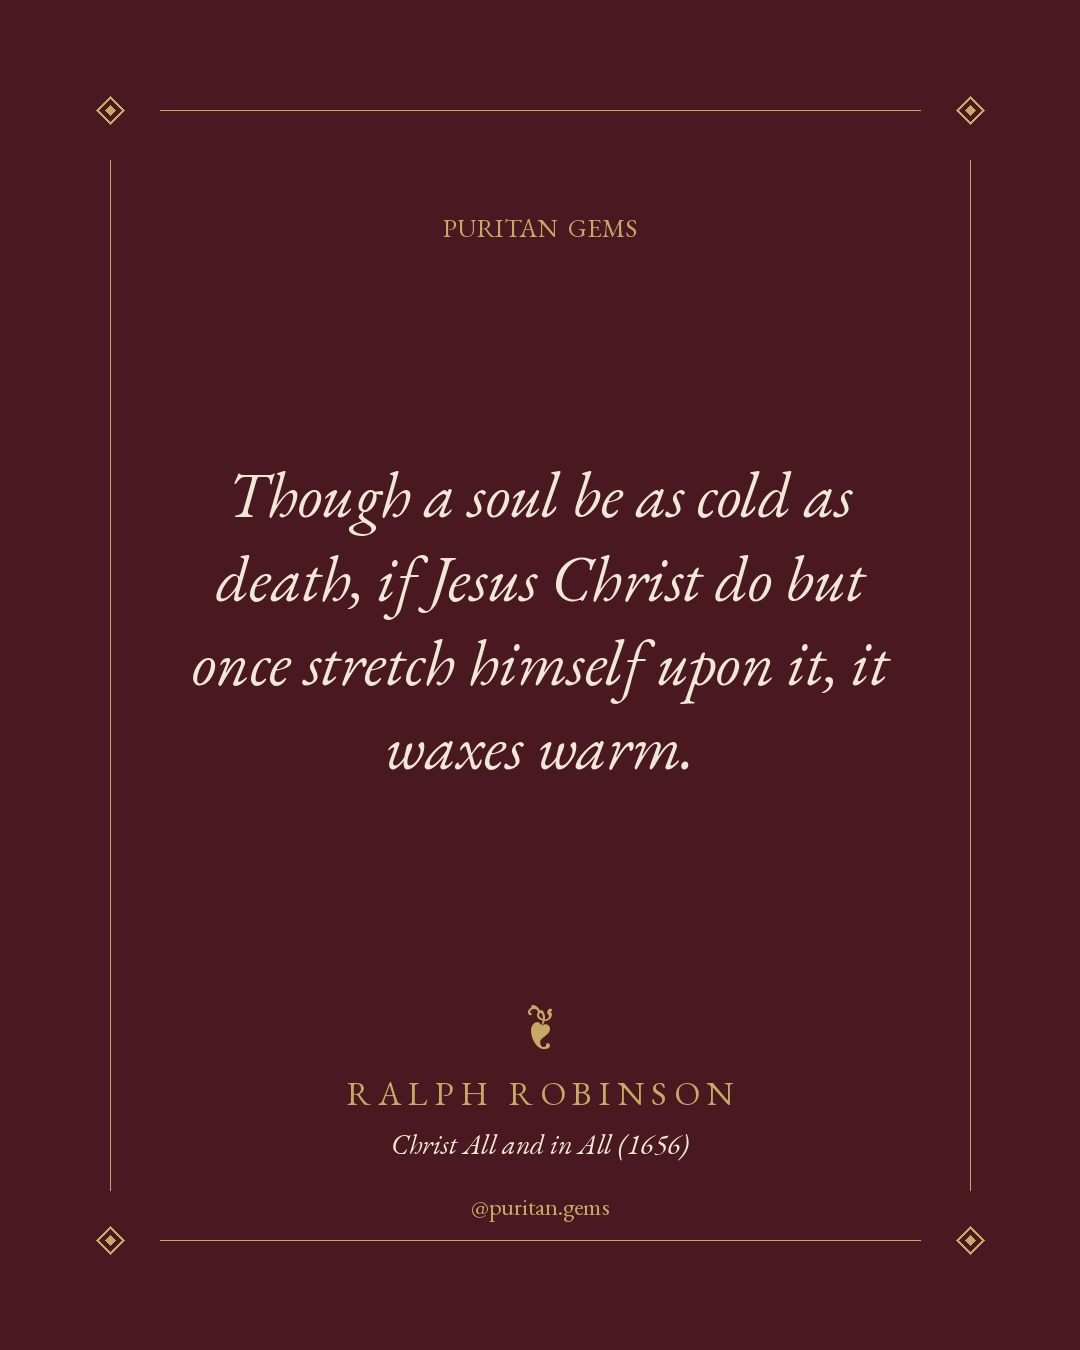 PURITAN GEMS
Though a soul be as cold as
death, if Jesus Christ do but
once stretch himself upon it, it
waxes warm.
RALPH ROBINSON
Christ All and in All (1656)
@puritan.gems